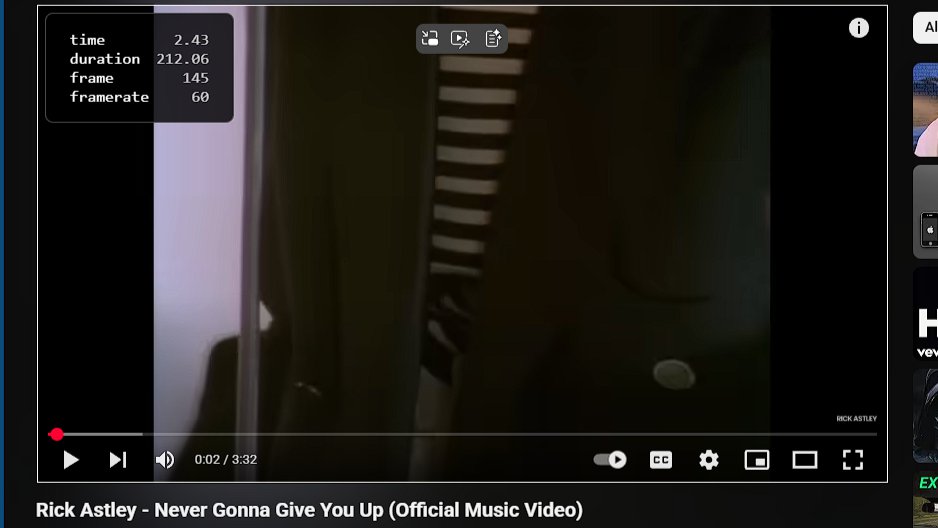 time 2.43
duration 212.06
frame 145
framerate 60
Al
RICK ASTLEY
0:02 / 3:32
CC
Rick Astley - Never Gonna Give You Up (Official Music Video)
H
vev
EX